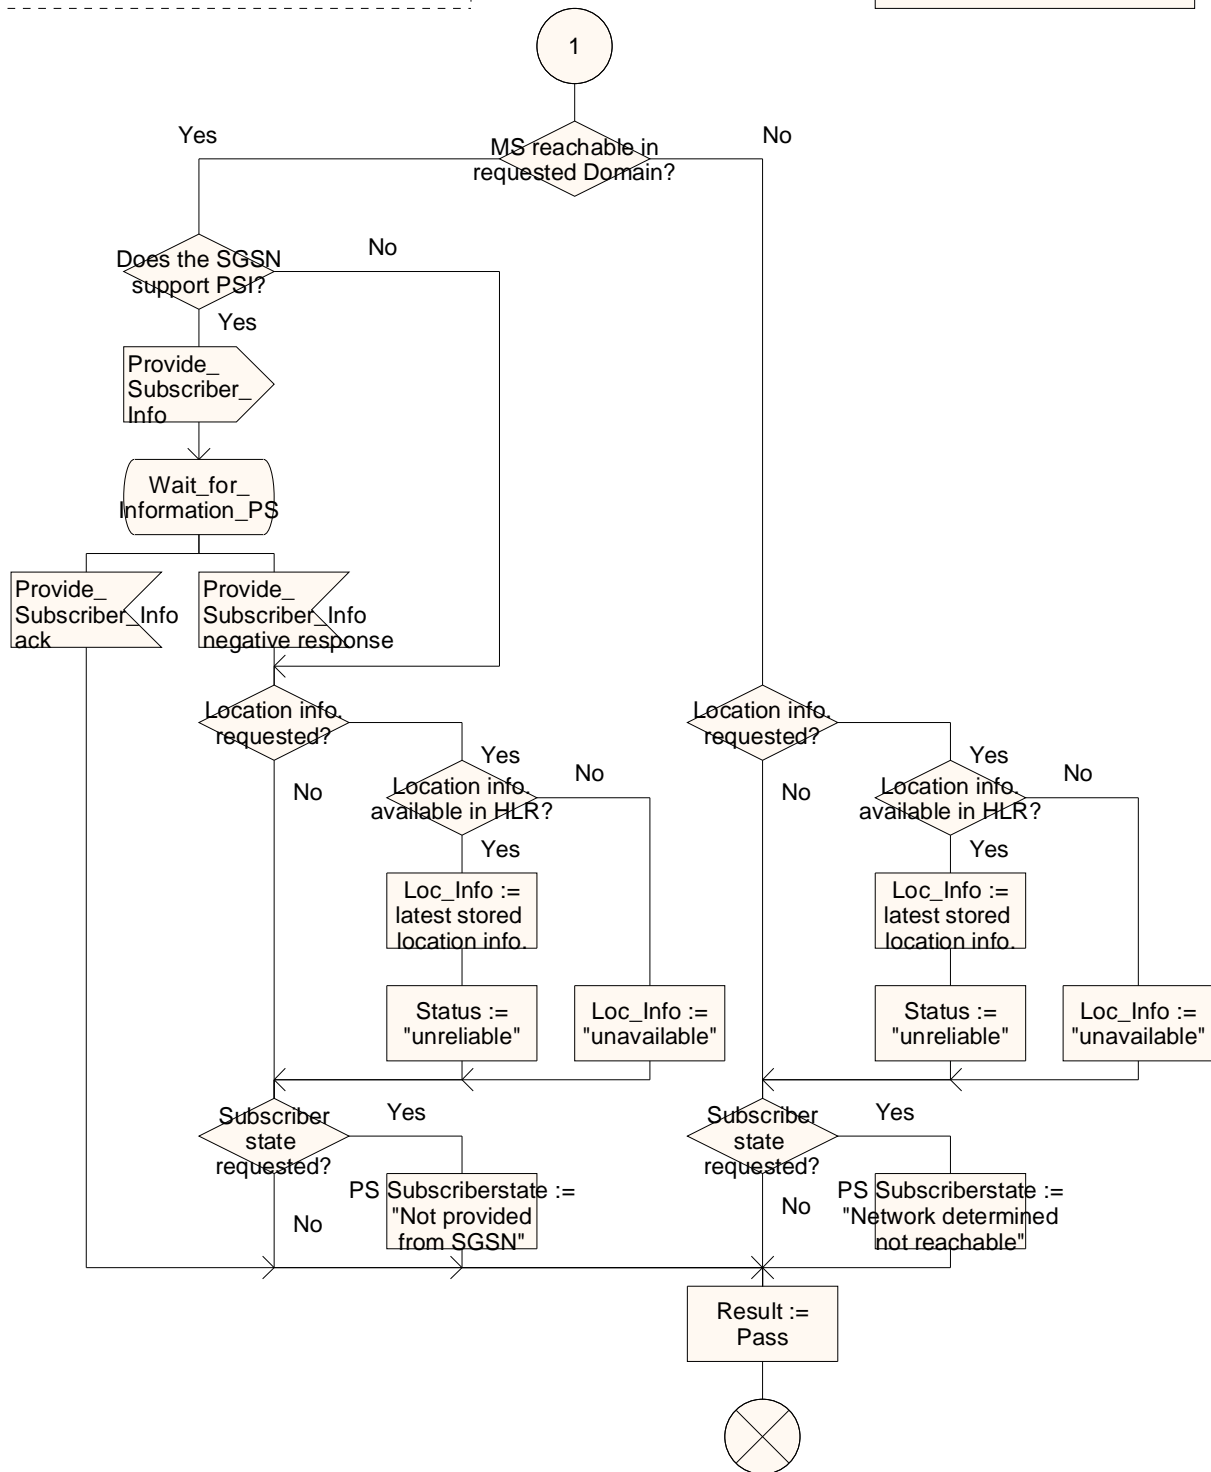 1
Yes
MS reachable in
requested Domain?
No
Does the SGSN
support PSI?
No
Yes
Provide_
Subscriber_
Info
Wait_for_
Information_PS
Provide_
Subscriber_Info
ack
Provide_
Subscriber_Info
negative response
Location info.
requested?
Yes
No
Location info.
available in HLR?
No
Yes
Loc_Info :=
latest stored
location info.
Status :=
"unreliable"
Loc_Info :=
"unavailable"
Location info.
requested?
Yes
No
Location info.
available in HLR?
No
Yes
Loc_Info :=
latest stored
location info.
Status :=
"unreliable"
Loc_Info :=
"unavailable"
Subscriber
state
requested?
Yes
No
PS Subscriberstate :=
"Not provided
from SGSN"
Subscriber
state
requested?
Yes
No
PS Subscriberstate :=
"Network determined
not reachable"
Result :=
Pass